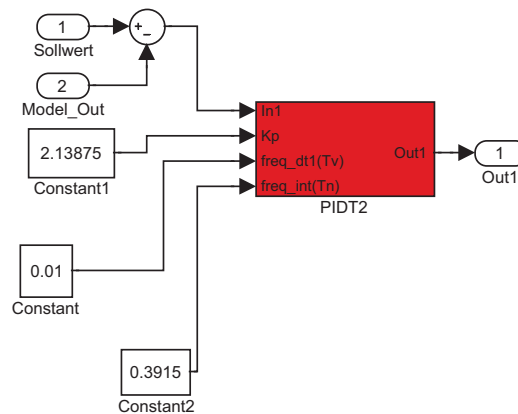 1
Sollwert
+
−
2
Model_Out
In1
2.13875
Kp
Constant1
freq_dt1(Tv)
Out1
1
Out1
freq_int(Tn)
PIDT2
0.01
Constant
0.3915
Constant2